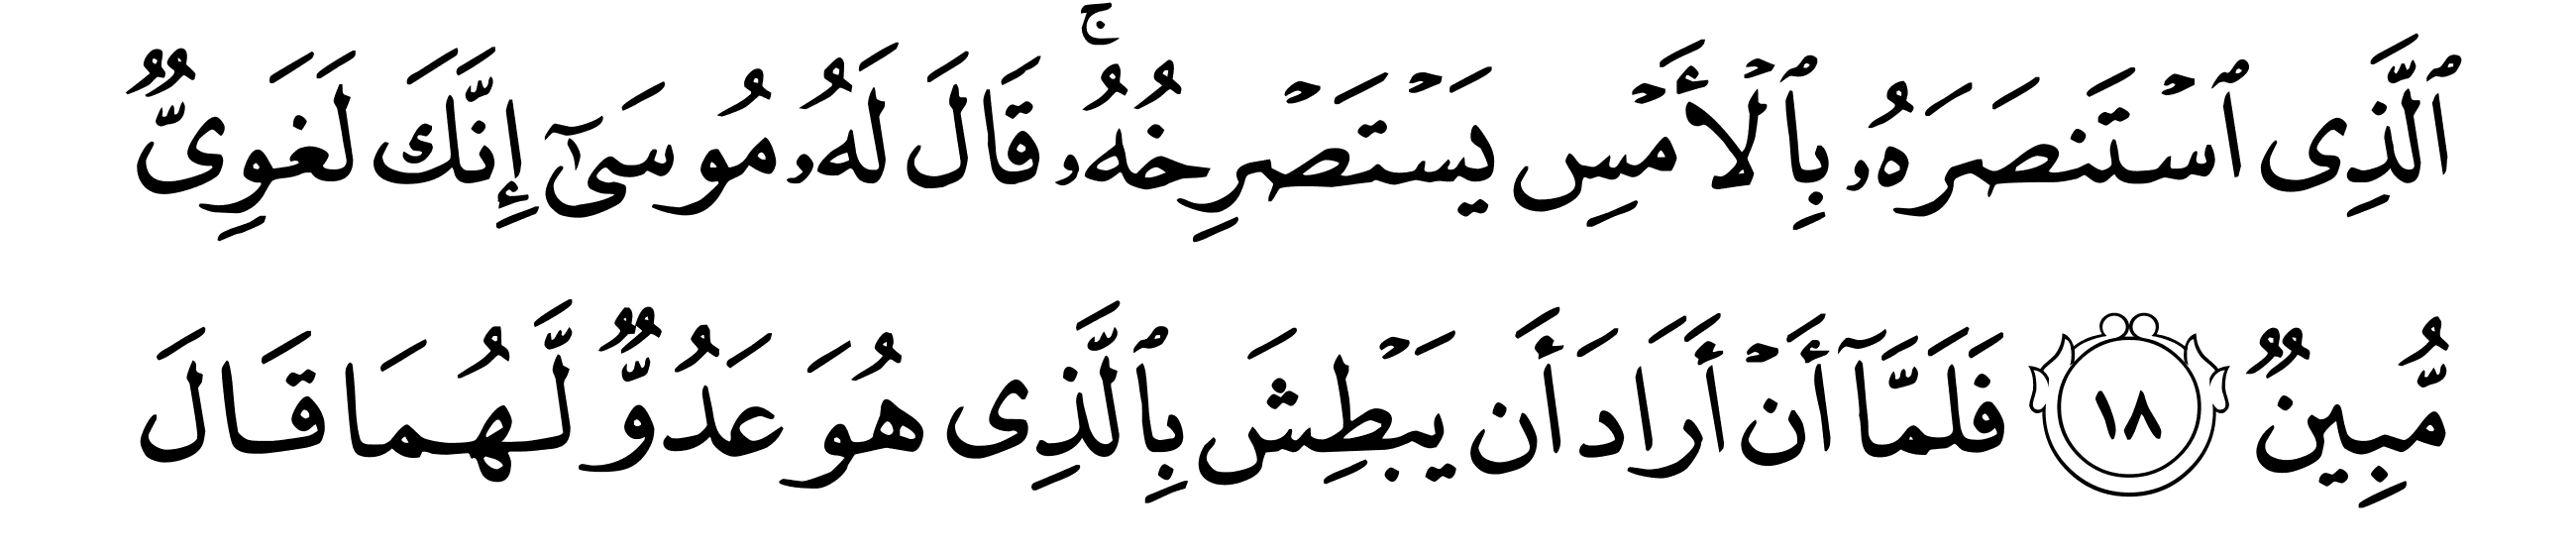 ٱلَّذِى ٱسْتَنصَرَهُۥ بِٱلْأَمْسِ يَسْتَصْرِخُهُۥ ۚ قَالَ لَهُۥ مُوسَىٰٓ إِنَّكَ لَغَوِىٌّ
مُّبِينٌ ١٨ فَلَمَّآ أَنْ أَرَادَ أَن يَبْطِشَ بِٱلَّذِى هُوَ عَدُوٌّ لَّهُمَا قَالَ